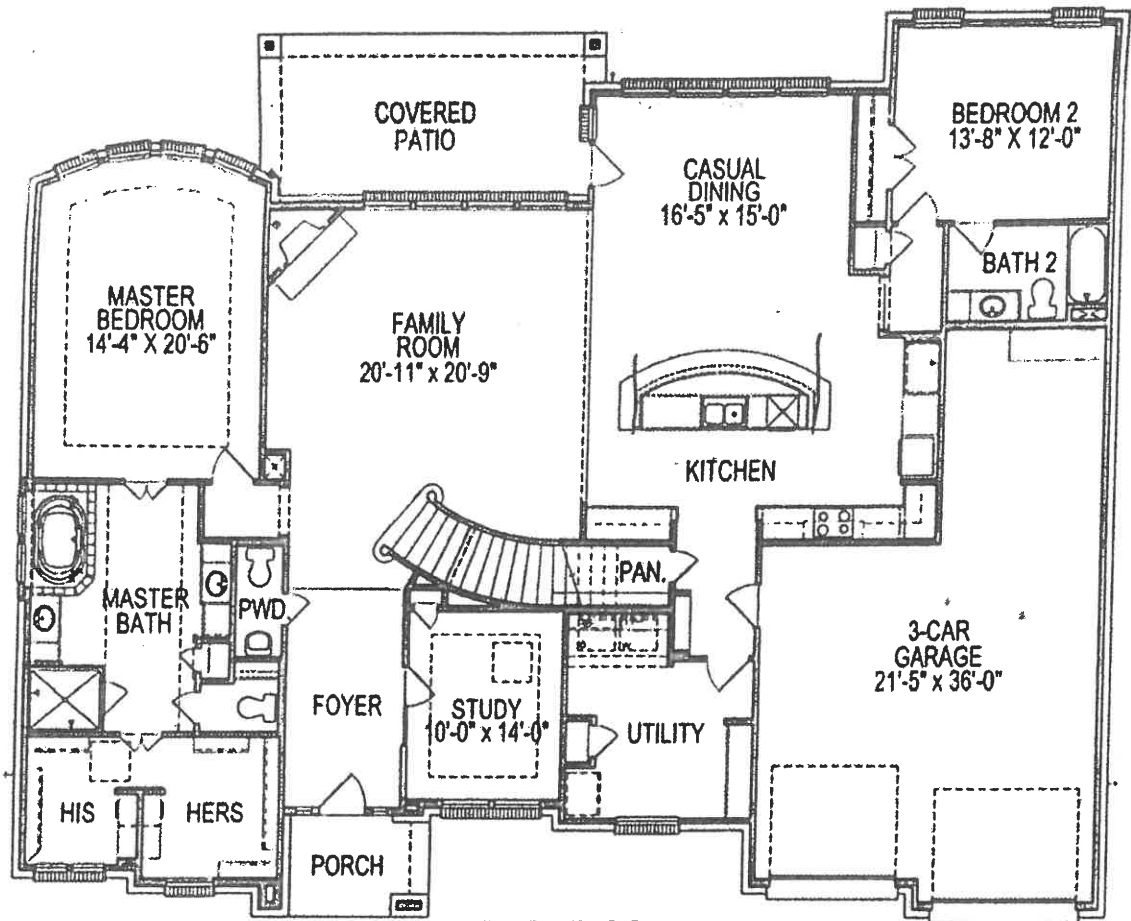 COVERED
PATIO
BEDROOM 2
13'-8" X 12'-0"
CASUAL
DINING
16'-5" x 15'-0"
BATH 2
MASTER
BEDROOM
14'-4" X 20'-6"
FAMILY
ROOM
20'-11" x 20'-9"
KITCHEN
PAN.
MASTER
BATH
PWD
3-CAR
GARAGE
21'-5" x 36'-0"
FOYER
STUDY
10'-0" x 14'-0"
UTILITY
HIS
HERS
PORCH